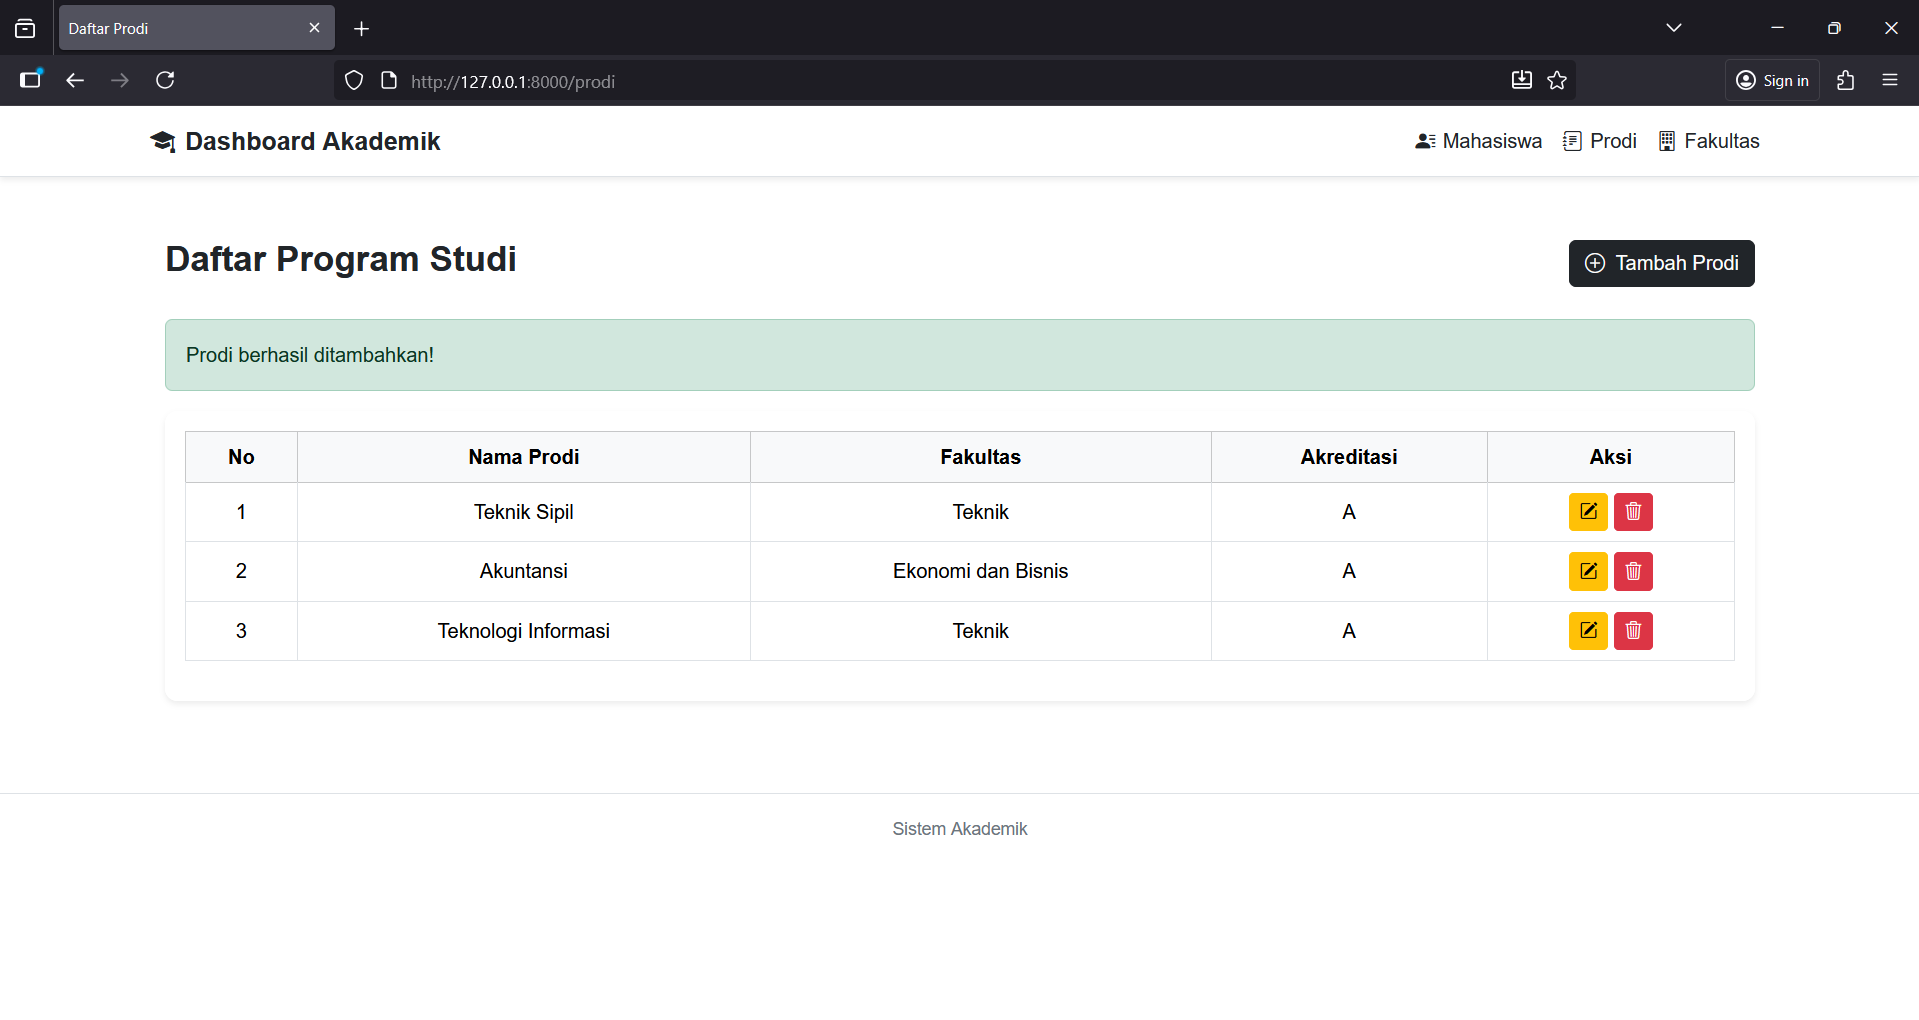 Daftar Prodi
http://127.0.0.1:8000/prodi
Sign in
Dashboard Akademik
Mahasiswa Prodi Fakultas
Daftar Program Studi
Tambah Prodi
Prodi berhasil ditambahkan!
No Nama Prodi Fakultas Akreditasi Aksi
1 Teknik Sipil Teknik A
2 Akuntansi Ekonomi dan Bisnis A
3 Teknologi Informasi Teknik A
Sistem Akademik